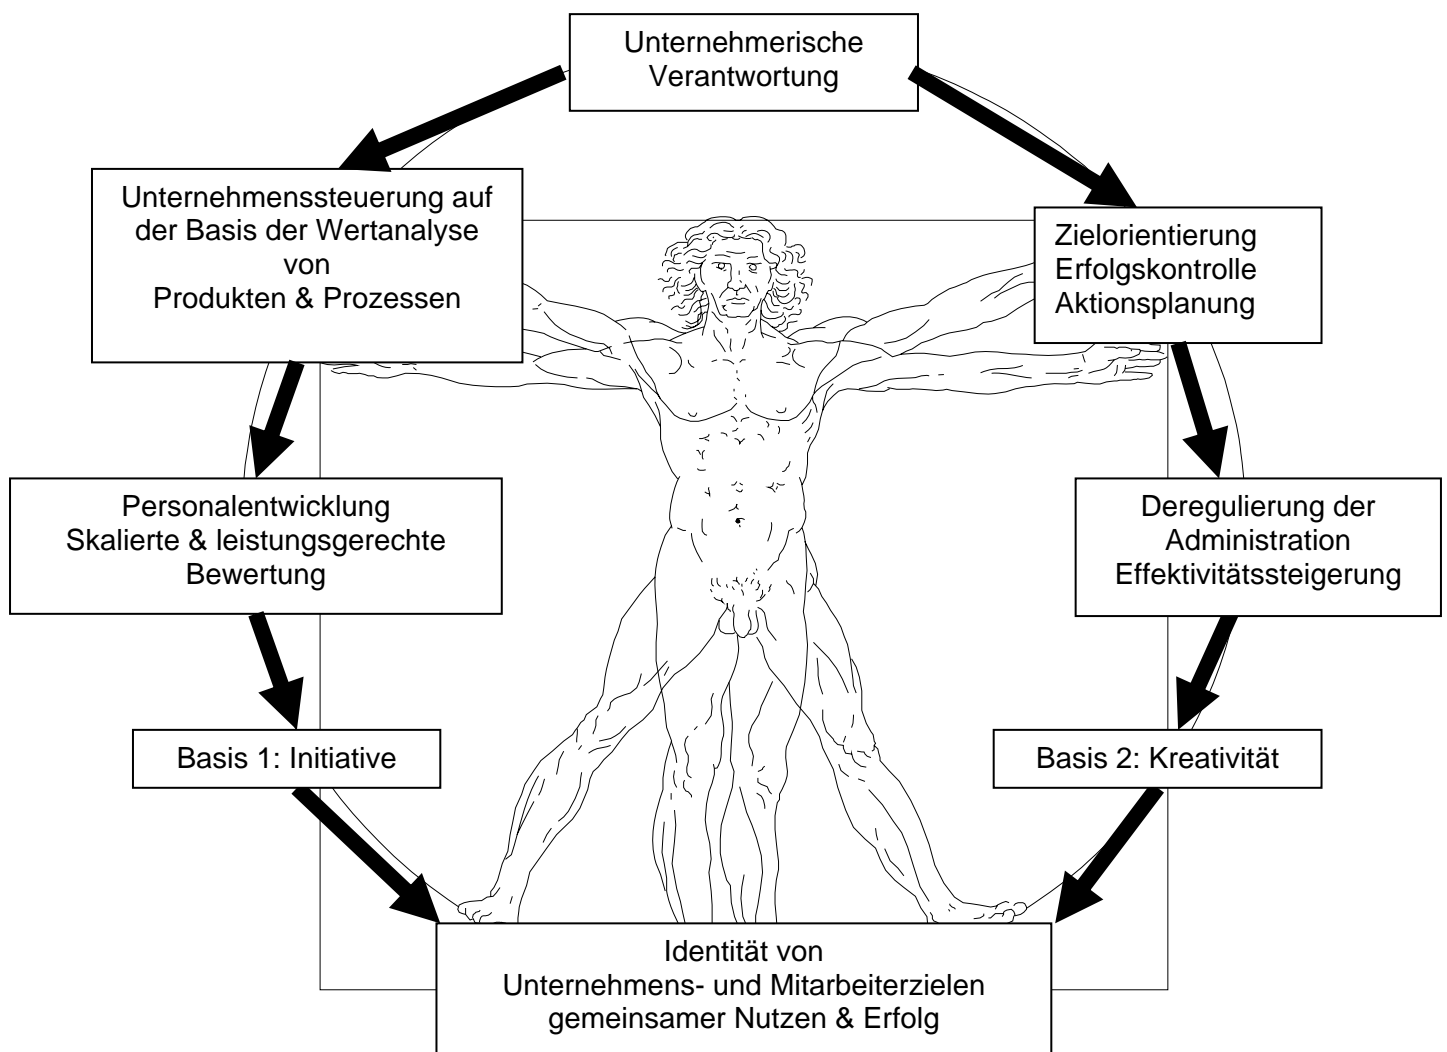 Unternehmerische
Verantwortung
Unternehmenssteuerung auf
der Basis der Wertanalyse
von
Produkten & Prozessen
Zielorientierung
Erfolgskontrolle
Aktionsplanung
Personalentwicklung
Skalierte & leistungsgerechte
Bewertung
Deregulierung der
Administration
Effektivitätssteigerung
Basis 1: Initiative
Basis 2: Kreativität
Identität von
Unternehmens- und Mitarbeiterzielen
gemeinsamer Nutzen & Erfolg